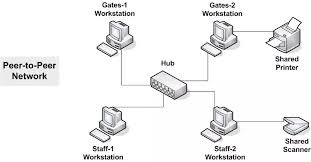 Gates-1
Workstation
Gates-2
Workstation
Peer-to-Peer
Network
Hub
Shared
Printer
Staff-1
Workstation
Staff-2
Workstation
Shared
Scanner